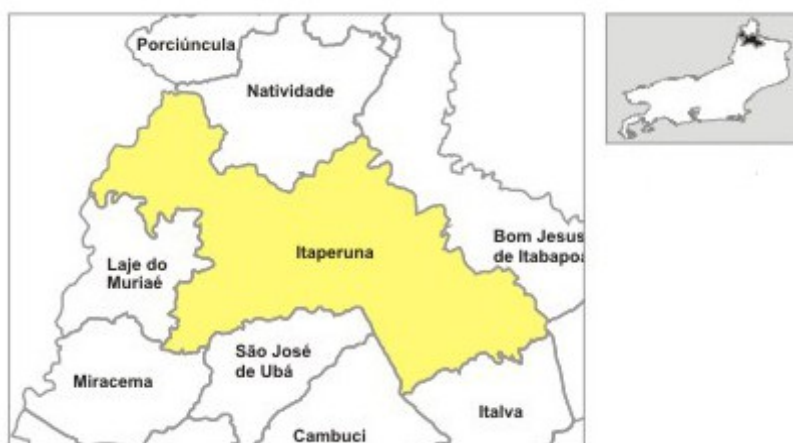 Porciúncula
Natividade
Itaperuna
Bom Jesus
de Itabapoa
Laje do
Muriaé
São José
de Ubá
Miracema
Italva
Cambuci